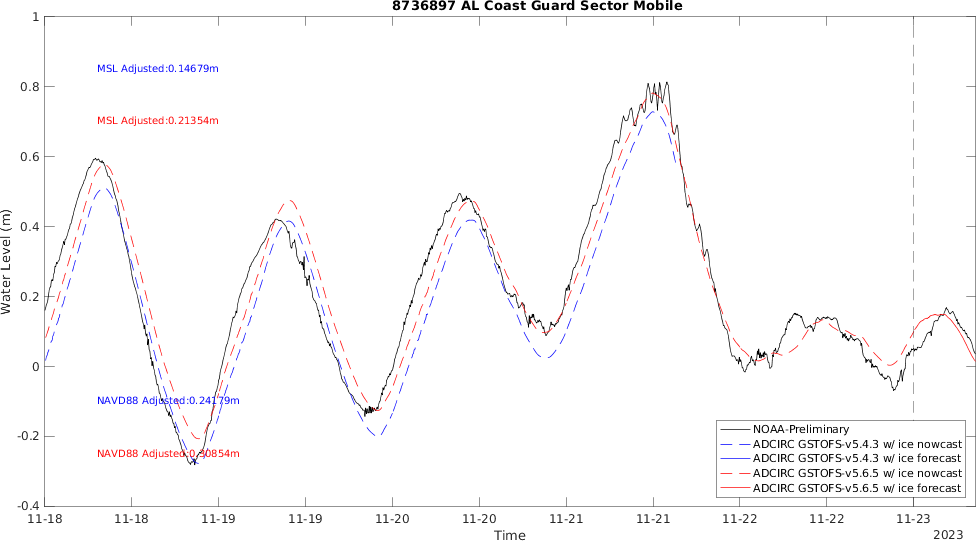 8736897 AL Coast Guard Sector Mobile
1
0.8
0.6
0.4
0.2
0
-0.2
-0.4
Water Level (m)
MSL Adjusted:0.14679m
MSL Adjusted:0.21354m
NAVD88 Adjusted:0.24179m
NAVD88 Adjusted:0.30854m
NOAA-Preliminary
ADCIRC GSTOFS-v5.4.3 w/ ice nowcast
ADCIRC GSTOFS-v5.4.3 w/ ice forecast
ADCIRC GSTOFS-v5.6.5 w/ ice nowcast
ADCIRC GSTOFS-v5.6.5 w/ ice forecast
11-18 11-18 11-19 11-19 11-20 11-20 11-21 11-21 11-22 11-22 11-23
Time
2023